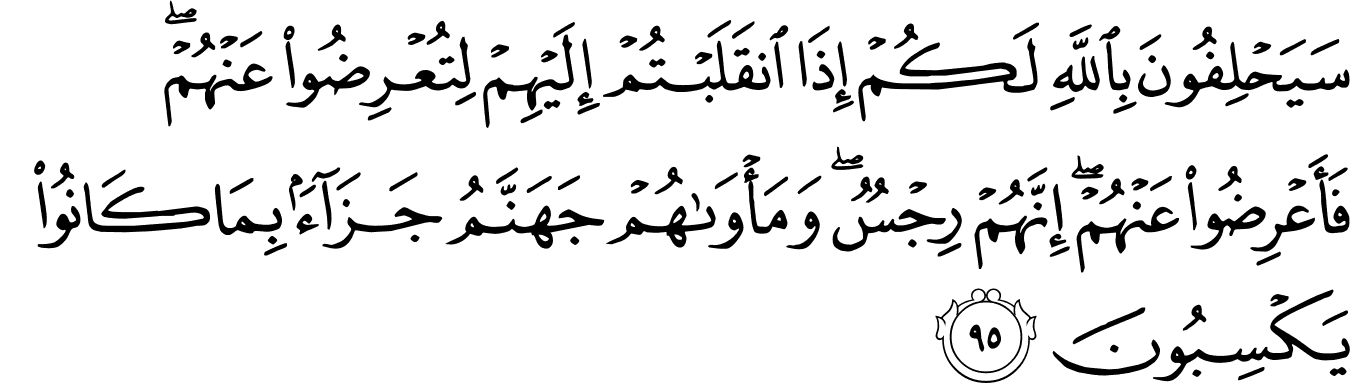 سَيَحْلِفُونَ بِٱللَّهِ لَكُمْ إِذَا ٱنقَلَبْتُمْ إِلَيْهِمْ لِتُعْرِضُوا۟ عَنْهُمْ ۖ
فَأَعْرِضُوا۟ عَنْهُمْ ۖ إِنَّهُمْ رِجْسٌ ۖ وَمَأْوَىٰهُمْ جَهَنَّمُ جَزَآءًۢ بِمَا كَانُوا۟
يَكْسِبُونَ ٩٥